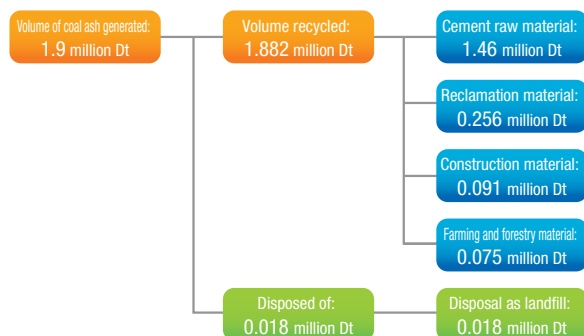 Volume of coal ash generated:
1.9 million Dt
Volume recycled:
1.882 million Dt
Cement raw material:
1.46 million Dt
Reclamation material:
0.256 million Dt
Construction material:
0.091 million Dt
Farming and forestry material:
0.075 million Dt
Disposed of:
0.018 million Dt
Disposal as landfill:
0.018 million Dt